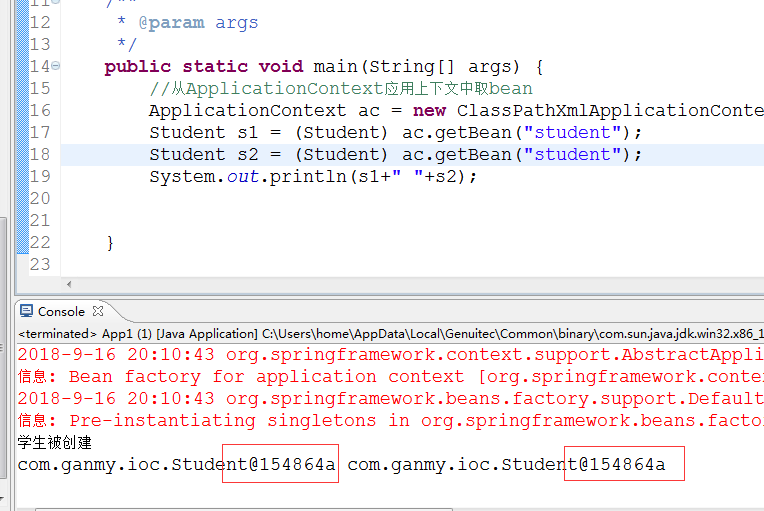 11 /**
12 * @param args
13 */
14 public static void main(String[] args) {
15 //从ApplicationContext应用上下文中取bean
16 ApplicationContext ac = new ClassPathXmlApplicationConte
17 Student s1 = (Student) ac.getBean("student");
18 Student s2 = (Student) ac.getBean("student");
19 System.out.println(s1+" "+s2);
20
21
22 }
23
Console
<terminated> App1 (1) [Java Application] C:\Users\home\AppData\Local\Genuitec\Common\binary\com.sun.java.jdk.win32.x86_1
2018-9-16 20:10:43 org.springframework.context.support.AbstractAppli
信息: Bean factory for application context [org.springframework.conte
2018-9-16 20:10:43 org.springframework.beans.factory.support.Default
信息: Pre-instantiating singletons in org.springframework.beans.facto
学生被创建
com.ganmy.ioc.Student@154864a com.ganmy.ioc.Student@154864a